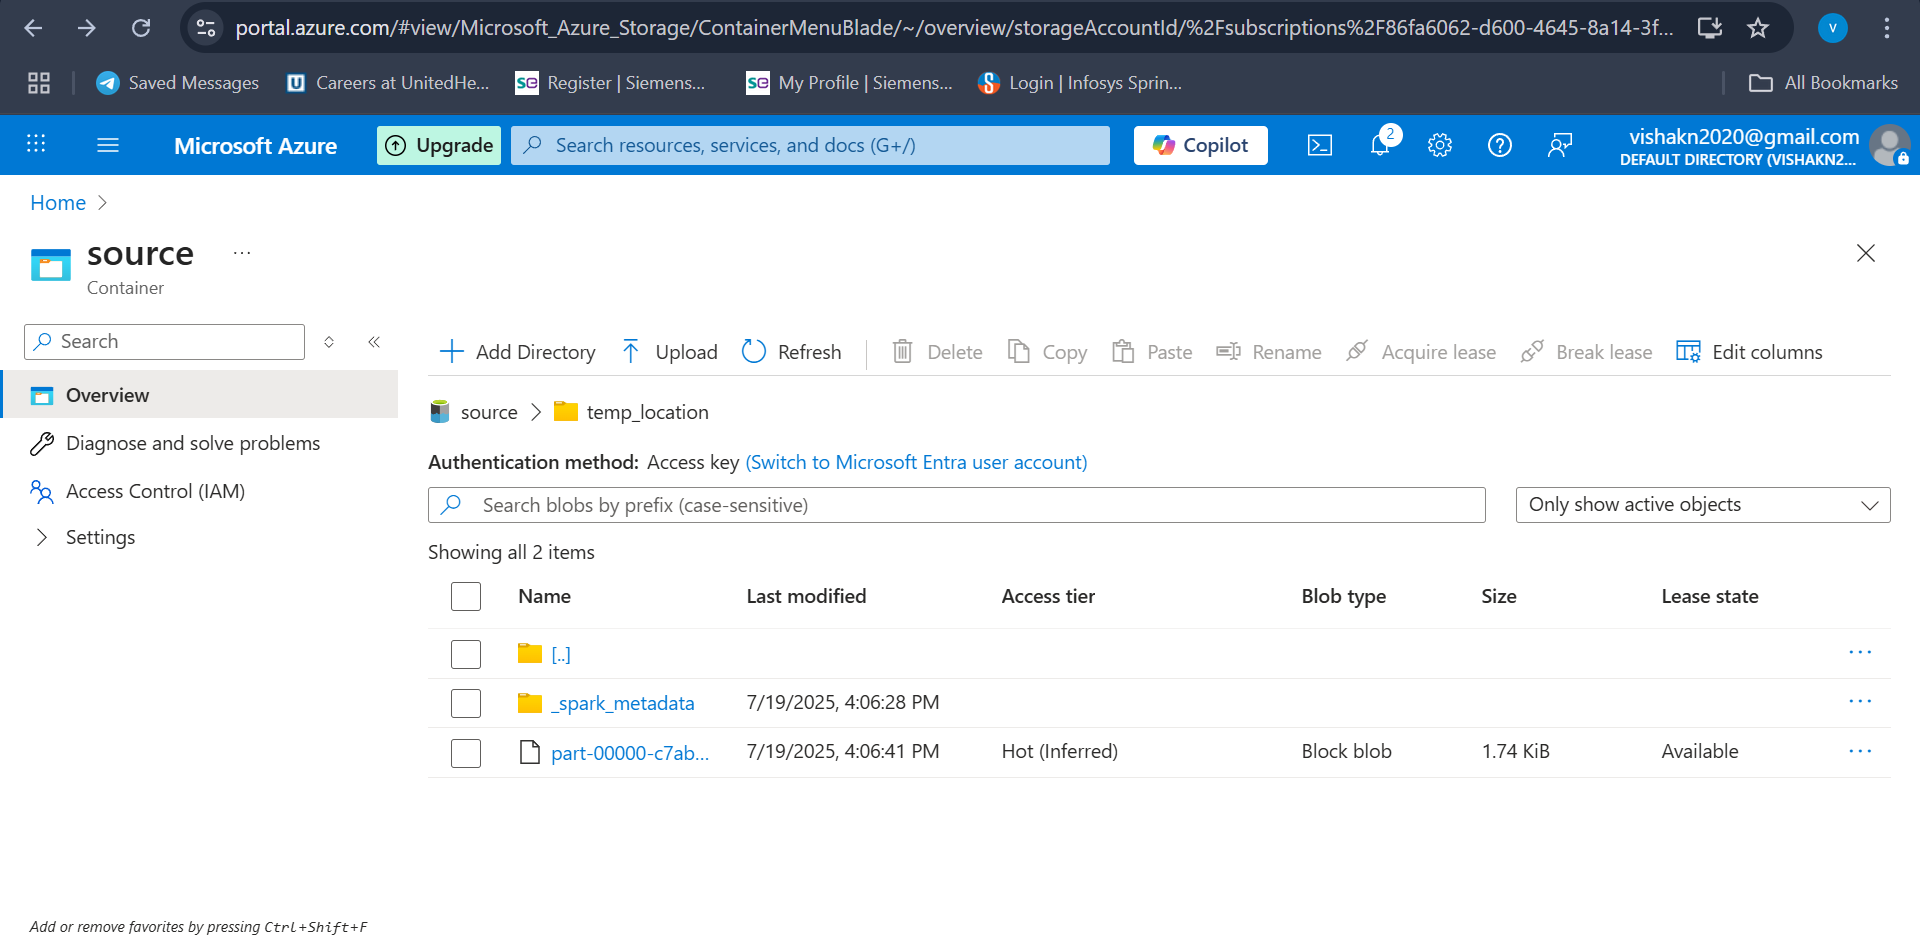 portal.azure.com/#view/Microsoft_Azure_Storage/ContainerMenuBlade/~/overview/storageAccountId/%2Fsubscriptions%2F86fa6062-d600-4645-8a14-3f... V
Saved Messages U Careers at UnitedHe... se Register | Siemens... se My Profile | Siemens... S Login | Infosys Sprin... All Bookmarks
Microsoft Azure Upgrade Search resources, services, and docs (G+/) Copilot 2 vishakn2020@gmail.com
DEFAULT DIRECTORY (VISHAKN2...
Home
source ...
Container
Search
Add Directory Upload Refresh Delete Copy Paste Rename Acquire lease Break lease Edit columns
Overview
Diagnose and solve problems
Access Control (IAM)
Settings
source > temp_location
Authentication method: Access key (Switch to Microsoft Entra user account)
Search blobs by prefix (case-sensitive) Only show active objects
Showing all 2 items
Name Last modified Access tier Blob type Size Lease state
[..] ...
_spark_metadata 7/19/2025, 4:06:28 PM ...
part-00000-c7ab... 7/19/2025, 4:06:41 PM Hot (Inferred) Block blob 1.74 KiB Available ...
Add or remove favorites by pressing Ctrl+Shift+F